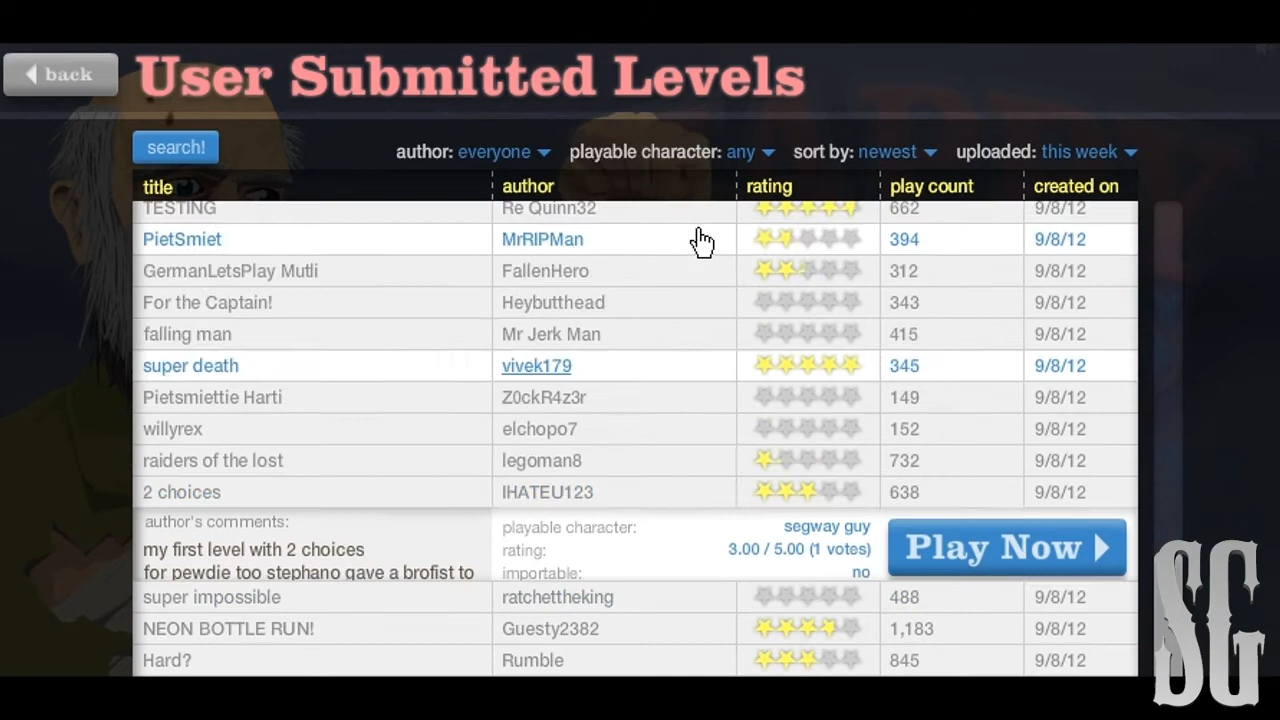 back
User Submitted Levels
search!
author: everyone playable character: any sort by: newest uploaded: this week
title author rating play count created on
TESTING Re Quinn32 662 9/8/12
PietSmiet MrRIPMan 394 9/8/12
GermanLetsPlay Mutli FallenHero 312 9/8/12
For the Captain! Heybutthead 343 9/8/12
falling man Mr Jerk Man 415 9/8/12
super death vivek179 345 9/8/12
Pietsmiettie Harti Z0ckR4z3r 149 9/8/12
willyrex elchopo7 152 9/8/12
raiders of the lost legoman8 732 9/8/12
2 choices IHATEU123 638 9/8/12
author's comments:
my first level with 2 choices
for pewdie too stephano gave a brofist to
playable character: segway guy
rating: 3.00 / 5.00 (1 votes)
importable: no
Play Now
super impossible ratchettheking 488 9/8/12
NEON BOTTLE RUN! Guesty2382 1,183 9/8/12
Hard? Rumble 845 9/8/12
SG